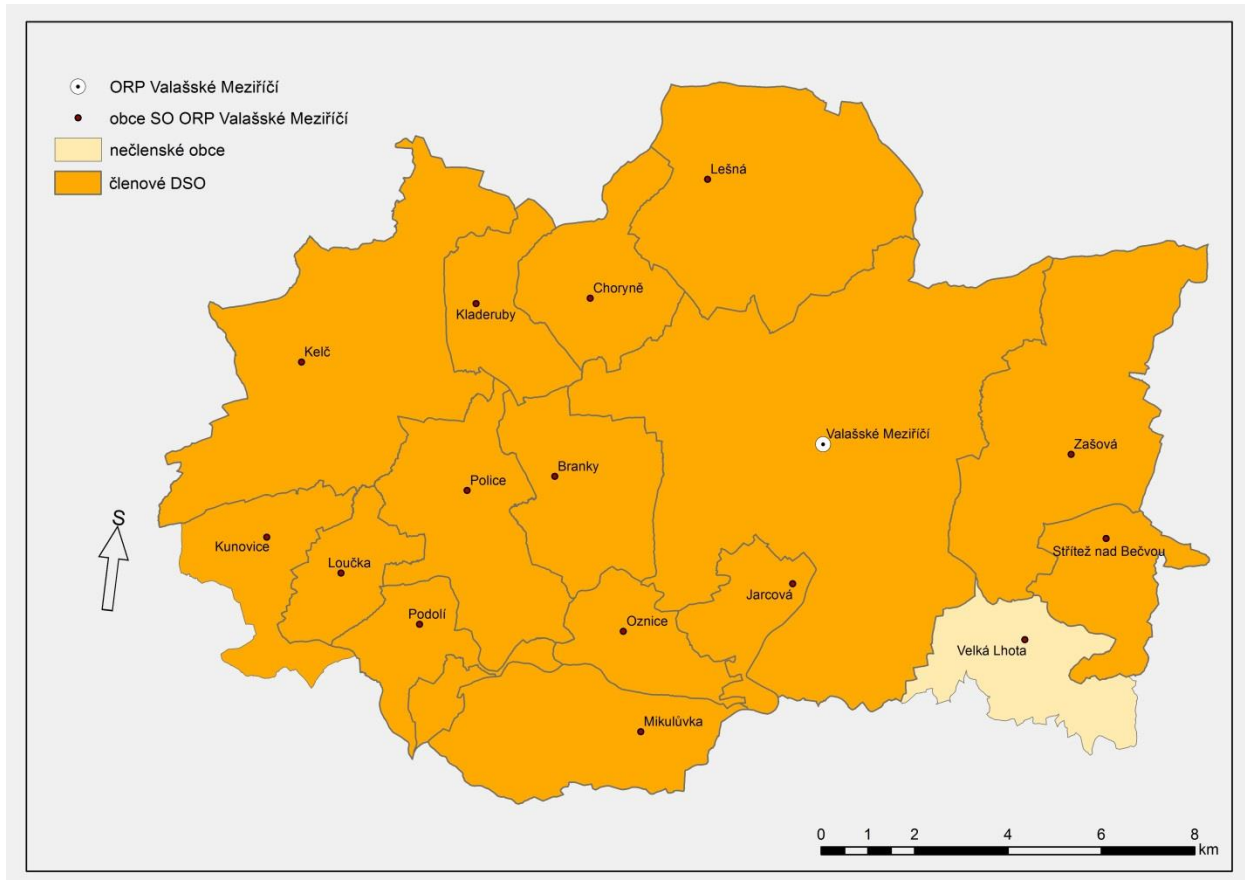 ORP Valašské Meziříčí
obce SO ORP Valašské Meziříčí
nečlenské obce
členové DSO
Lešná
Choryně
Kladeruby
Kelč
Valašské Meziříčí
Zašová
Branky
Police
S
Kunovice
Střítež nad Bečvou
Loučka
Jarcová
Podolí
Oznice
Velká Lhota
Mikulůvka
0 1 2 4 6 8
km